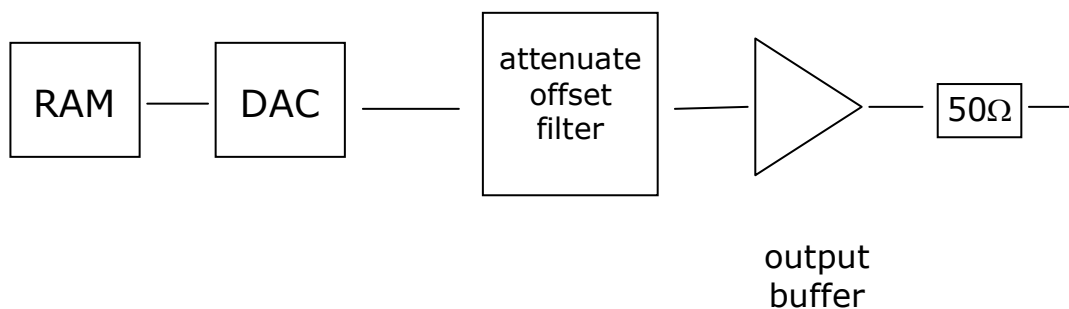 RAM
DAC
attenuate
offset
filter
50Ω
output
buffer